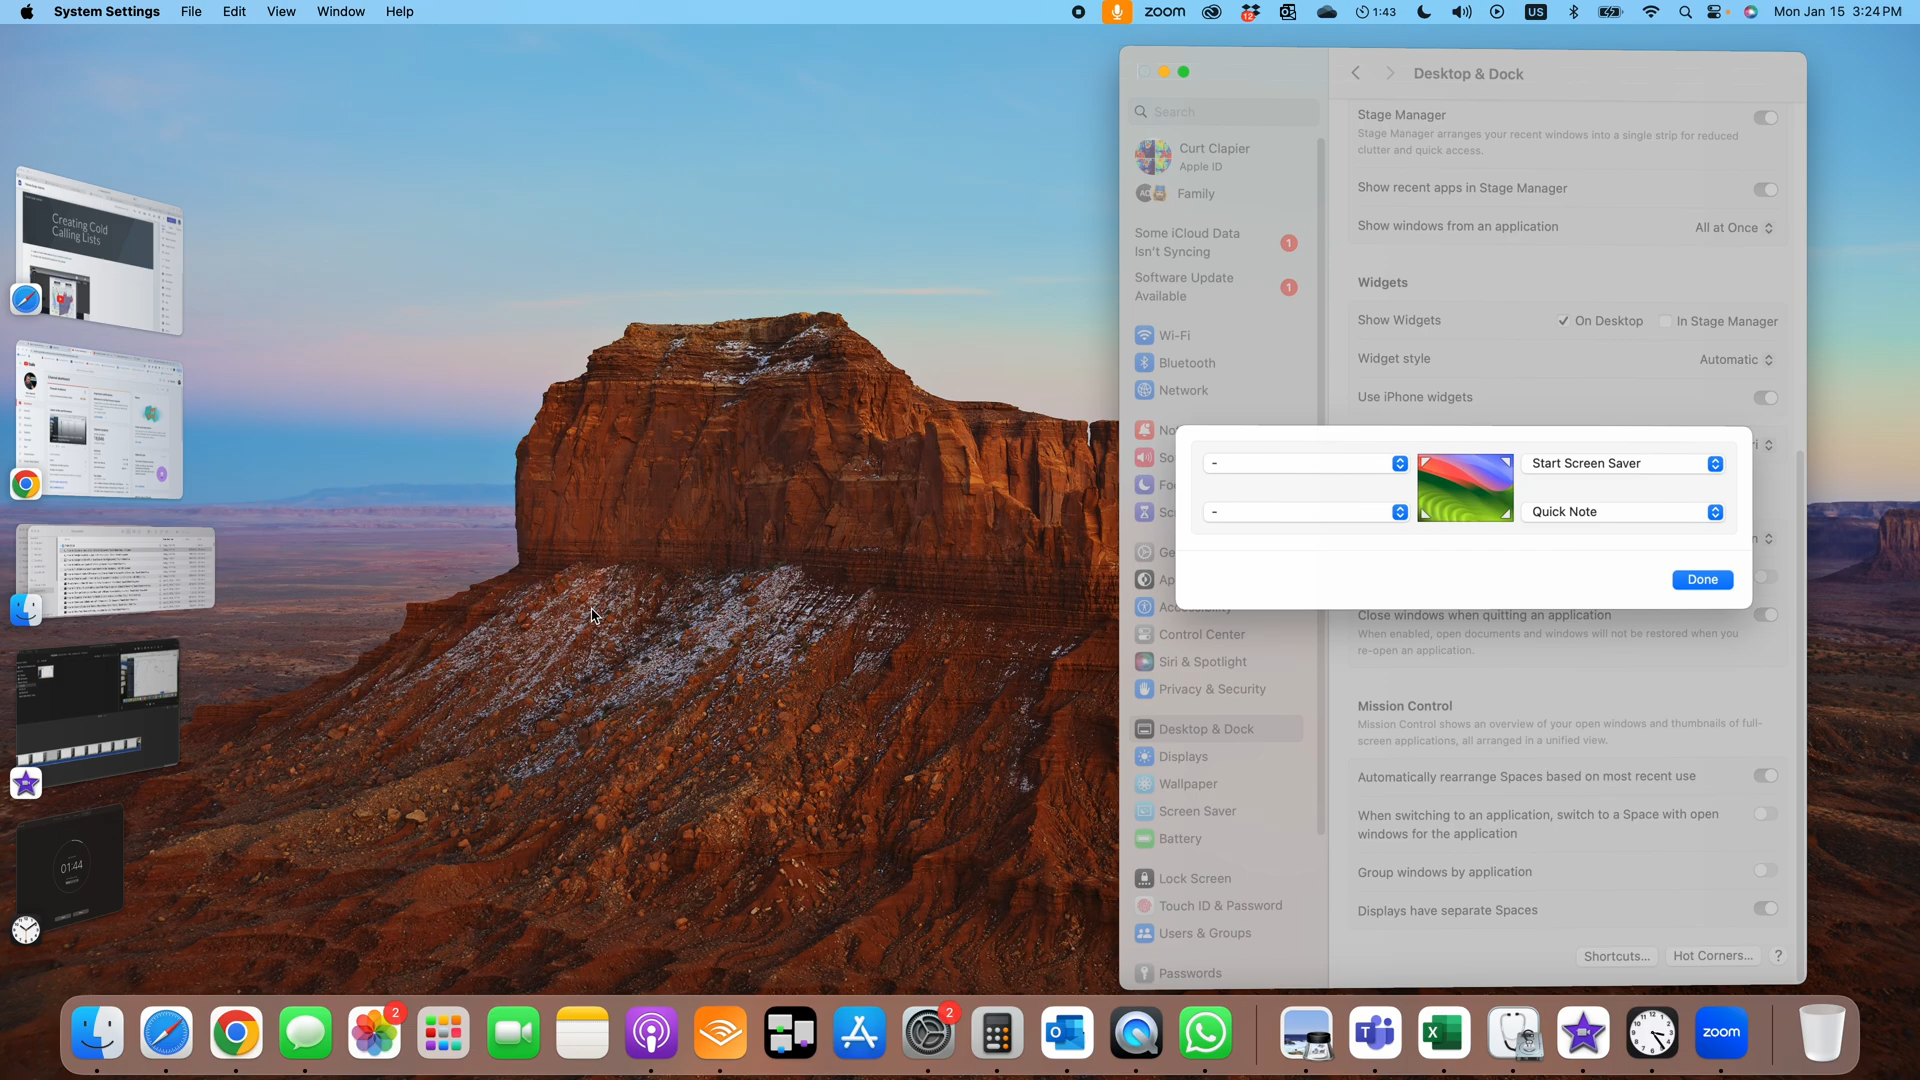 System Settings File Edit View Window Help
zoom 12 1:43 US Mon Jan 15 3:24 PM
Creating Cold
Calling Lists
01:44
Search
Curt Clapier
Apple ID
AC Family
Some iCloud Data
Isn't Syncing
1
Software Update
Available
1
Wi-Fi
Bluetooth
Network
Control Center
Siri & Spotlight
Privacy & Security
Desktop & Dock
Displays
Wallpaper
Screen Saver
Battery
Lock Screen
Touch ID & Password
Users & Groups
Passwords
Desktop & Dock
Stage Manager
Stage Manager arranges your recent windows into a single strip for reduced
clutter and quick access.
Show recent apps in Stage Manager
Show windows from an application All at Once
Widgets
Show Widgets On Desktop In Stage Manager
Widget style Automatic
Use iPhone widgets
- Start Screen Saver
- Quick Note
Done
Close windows when quitting an application
When enabled, open documents and windows will not be restored when you
re-open an application.
Mission Control
Mission Control shows an overview of your open windows and thumbnails of full-
screen applications, all arranged in a unified view.
Automatically rearrange Spaces based on most recent use
When switching to an application, switch to a Space with open
windows for the application
Group windows by application
Displays have separate Spaces
Shortcuts... Hot Corners... ?
2 2 zoom